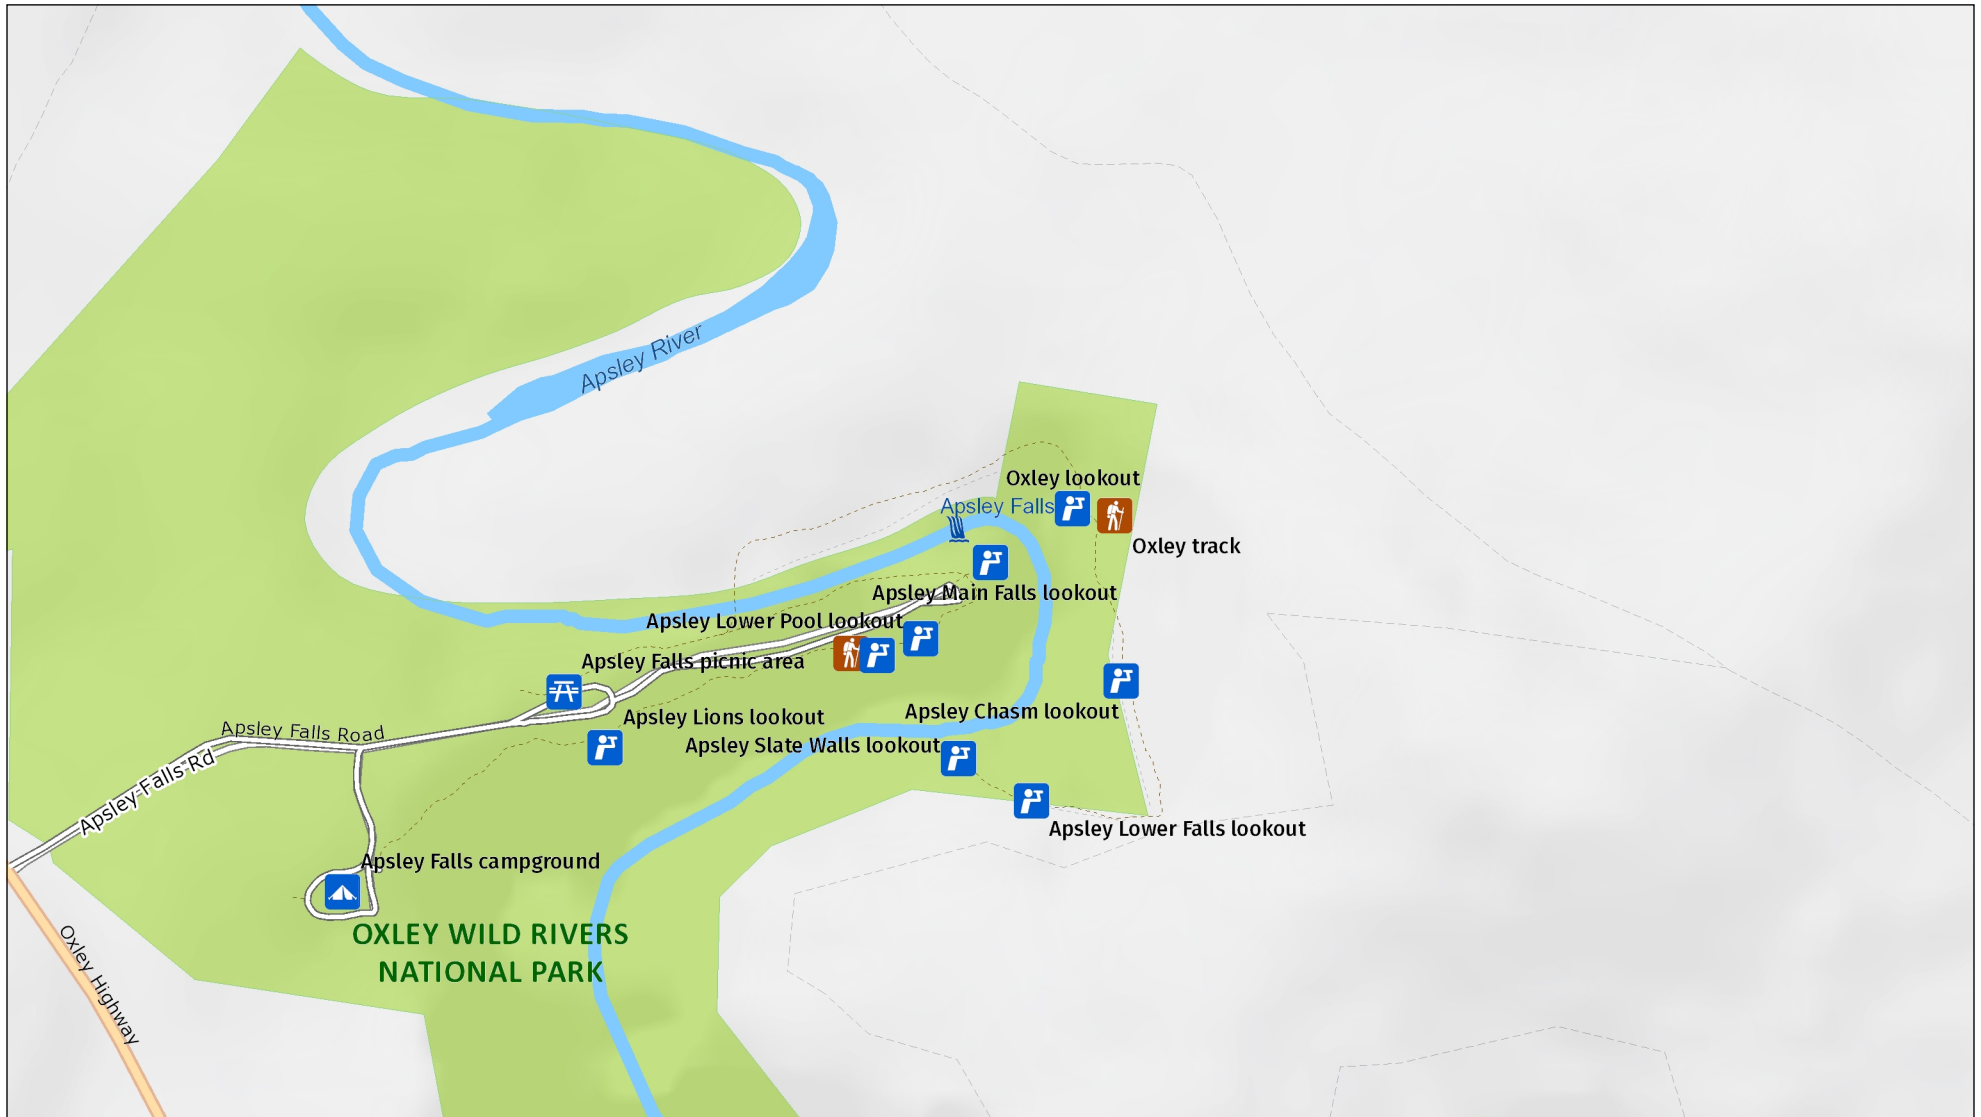 Apsley River
Oxley lookout
Apsley Falls
Oxley track
Apsley Main Falls lookout
Apsley Lower Pool lookout
Apsley Falls picnic area
Apsley Lions lookout
Apsley Chasm lookout
Apsley Falls Road
Apsley Slate Walls lookout
Apsley-Falls-Rd
Apsley Lower Falls lookout
Apsley Falls campground
OXLEY WILD RIVERS
NATIONAL PARK
Oxley Highway